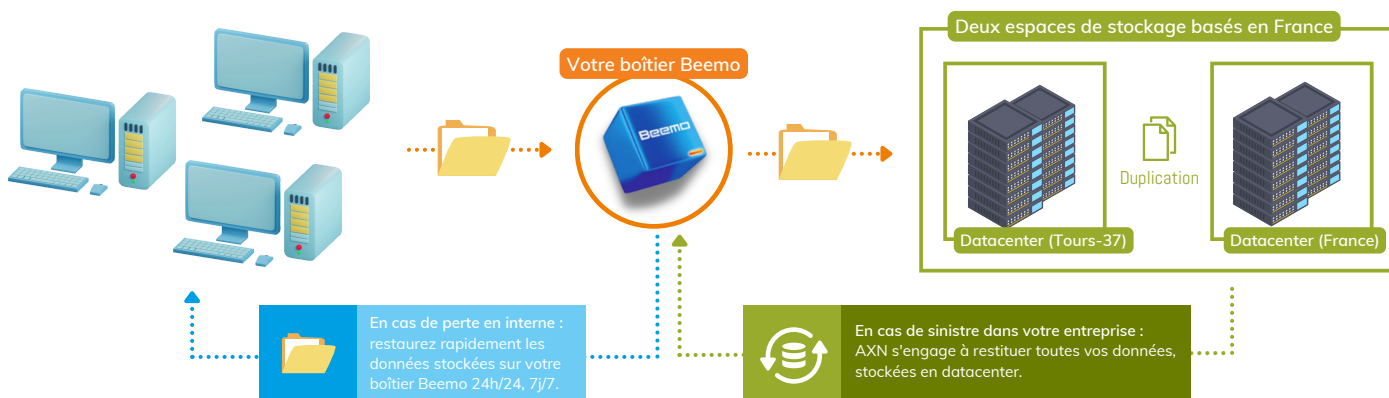 Deux espaces de stockage basés en France
Votre boîtier Beemo
Beemo
Duplication
Datacenter (Tours-37)
Datacenter (France)
En cas de perte en interne :
restaurez rapidement les
données stockées sur votre
boîtier Beemo 24h/24, 7j/7.
En cas de sinistre dans votre entreprise :
AXN s'engage à restituer toutes vos données,
stockées en datacenter.